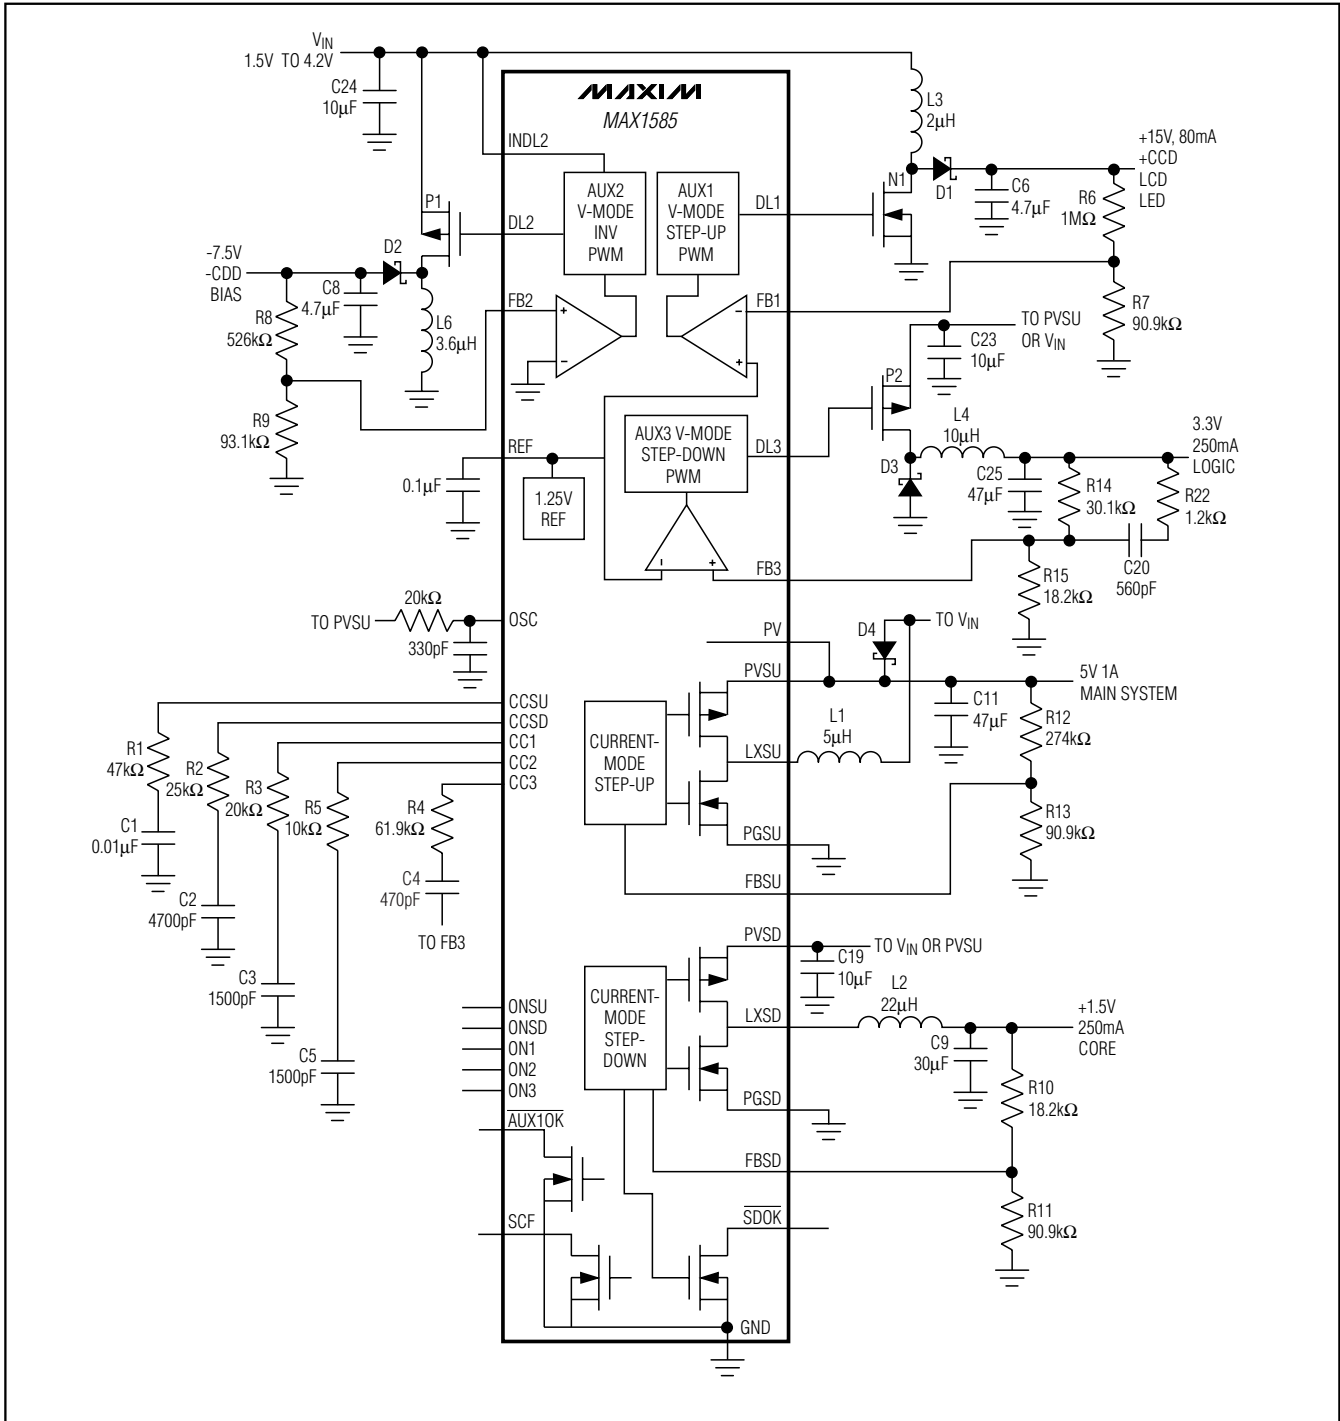 VIN
1.5V TO 4.2V
C24
10µF
MAXIM
MAX1585
L3
2µH
+15V, 80mA
+CCD
LCD
LED
INDL2
AUX2
V-MODE
INV
PWM
AUX1
V-MODE
STEP-UP
PWM
DL1
N1
D1
C6
4.7µF
R6
1MΩ
P1
DL2
-7.5V
-CDD
BIAS
D2
C8
4.7µF
R8
526kΩ
L6
3.6µH
FB2
+
–
–
+
FB1
R7
90.9kΩ
TO PVSU
OR VIN
C23
10µF
P2
R9
93.1kΩ
REF
0.1µF
1.25V
REF
AUX3 V-MODE
STEP-DOWN
PWM
DL3
L4
10µH
D3
C25
47µF
3.3V
250mA
LOGIC
R14
30.1kΩ
R22
1.2kΩ
–
+
FB3
C20
560pF
R15
18.2kΩ
TO PVSU
20kΩ
330pF
OSC
PV
D4
TO VIN
PVSU
5V 1A
MAIN SYSTEM
C11
47µF
R12
274kΩ
CURRENT-
MODE
STEP-UP
LXSU
L1
5µH
PGSU
R13
90.9kΩ
FBSU
CCSU
CCSD
CC1
CC2
CC3
R1
47kΩ
R2
25kΩ
R3
20kΩ
R5
10kΩ
R4
61.9kΩ
C1
0.01µF
C2
4700pF
C4
470pF
TO FB3
C3
1500pF
C5
1500pF
PVSD
TO VIN OR PVSU
C19
10µF
CURRENT-
MODE
STEP-
DOWN
LXSD
L2
22µH
+1.5V
250mA
CORE
C9
30µF
R10
18.2kΩ
PGSD
FBSD
R11
90.9kΩ
ONSU
ONSD
ON1
ON2
ON3
AUX1OK
SCF
SDOK
GND